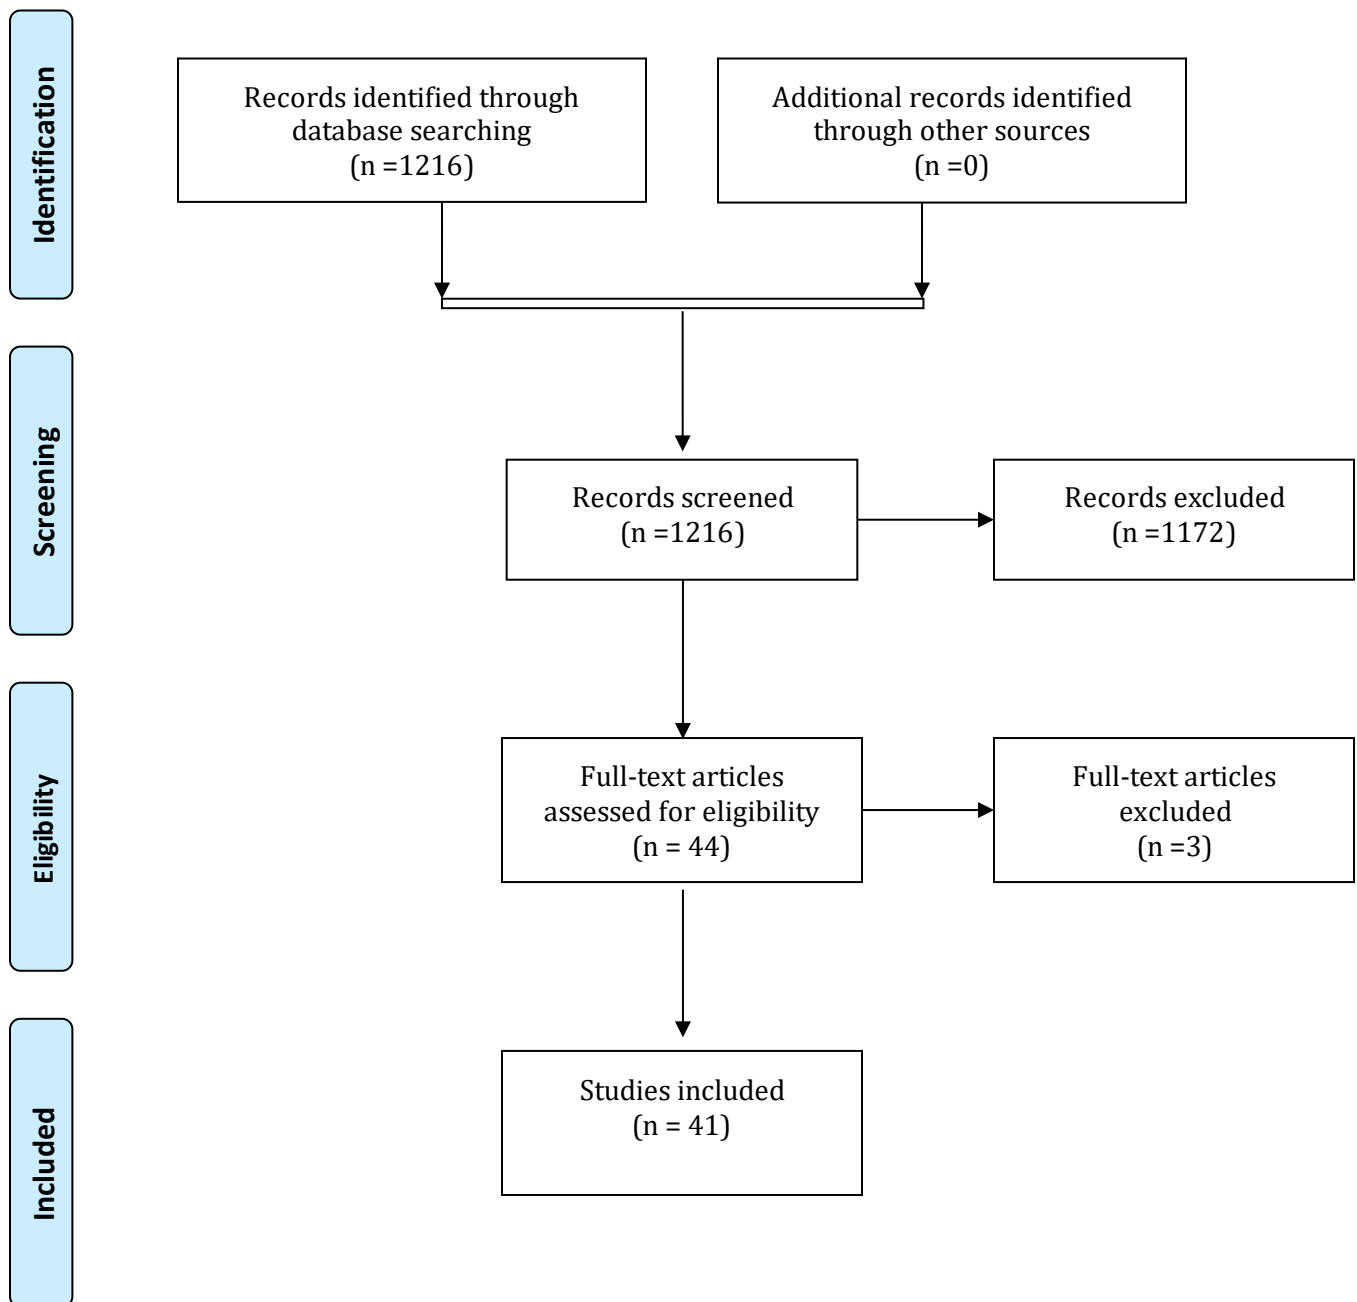 Identification
Records identified through
database searching
(n =1216)
Additional records identified
through other sources
(n =0)
Screening
Records screened
(n =1216)
Records excluded
(n =1172)
Eligibility
Full-text articles
assessed for eligibility
(n = 44)
Full-text articles
excluded
(n =3)
Included
Studies included
(n = 41)